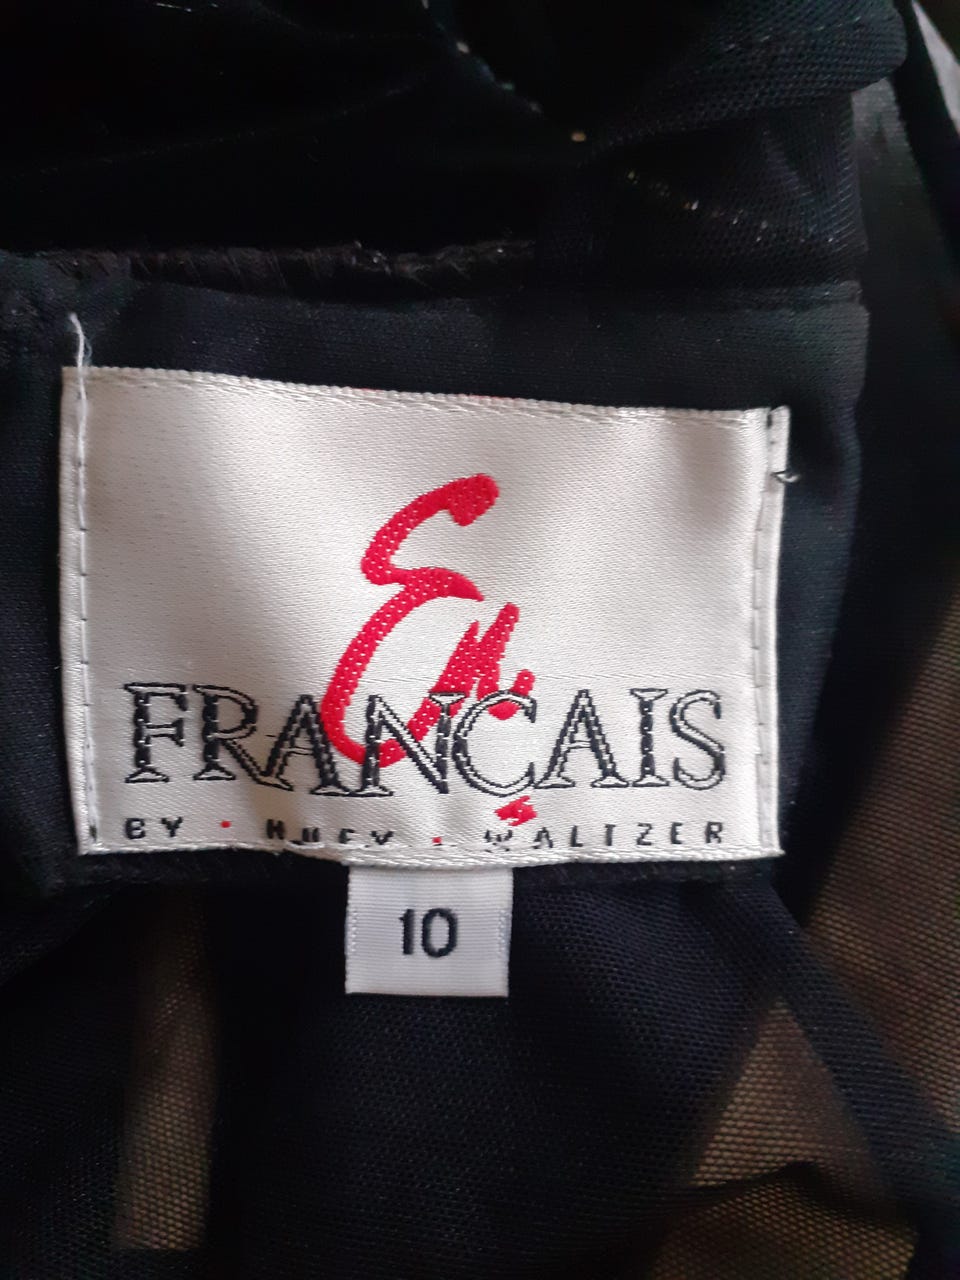 En
FRANÇAIS
BY • HUEY • WALTZER
10